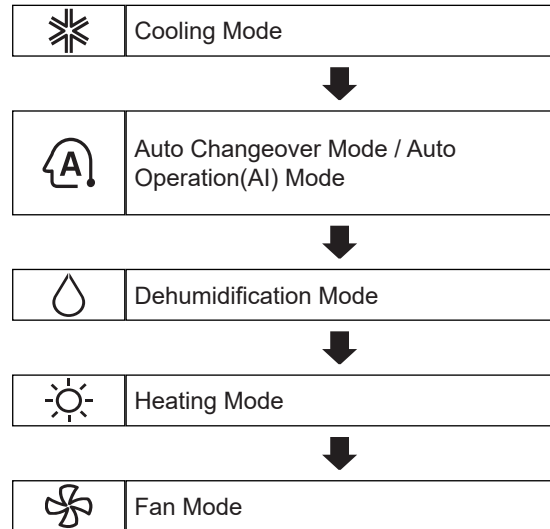 Cooling Mode
A
Auto Changeover Mode / Auto
Operation(AI) Mode
Dehumidification Mode
Heating Mode
Fan Mode